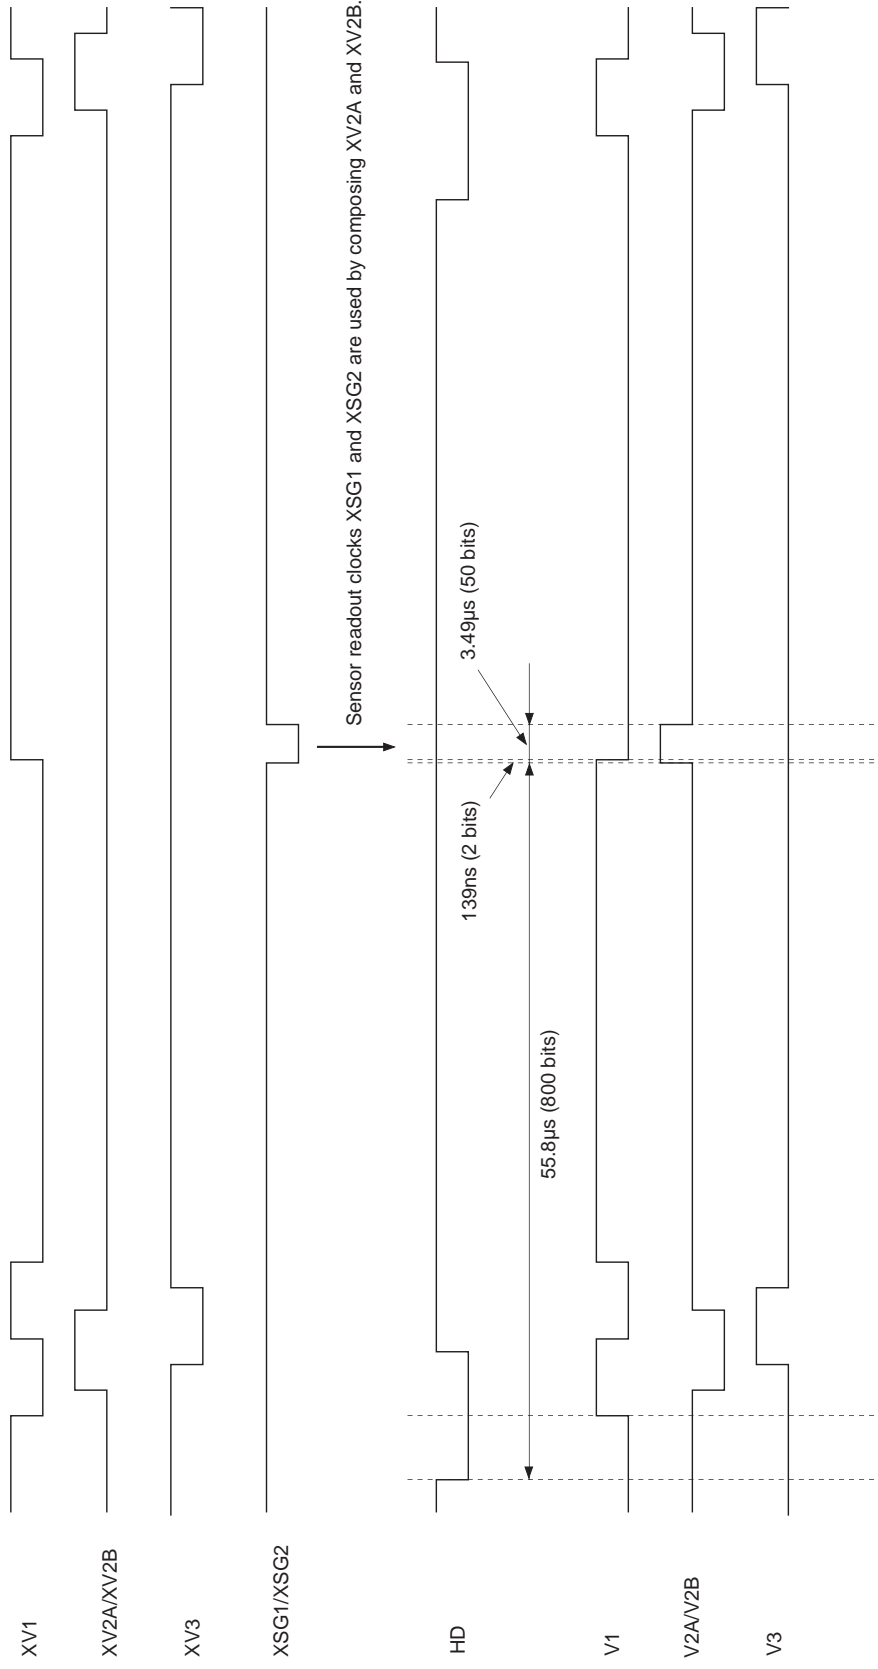 XV1
XV2A/XV2B
XV3
XSG1/XSG2
Sensor readout clocks XSG1 and XSG2 are used by composing XV2A and XV2B.
HD
139ns (2 bits)
3.49μs (50 bits)
55.8μs (800 bits)
V1
V2A/V2B
V3